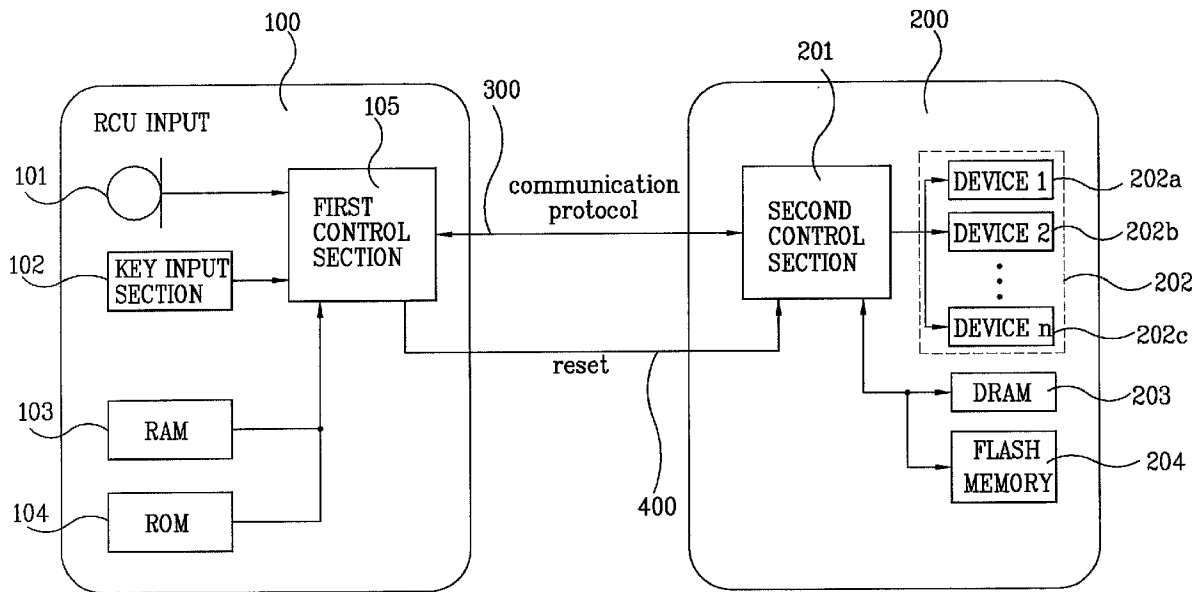 100
RCU INPUT
101
105
FIRST
CONTROL
SECTION
102
KEY INPUT
SECTION
103
RAM
104
ROM
300
communication
protocol
reset
400
200
201
SECOND
CONTROL
SECTION
DEVICE 1
202a
DEVICE 2
202b
202
DEVICE n
202c
DRAM
203
FLASH
MEMORY
204